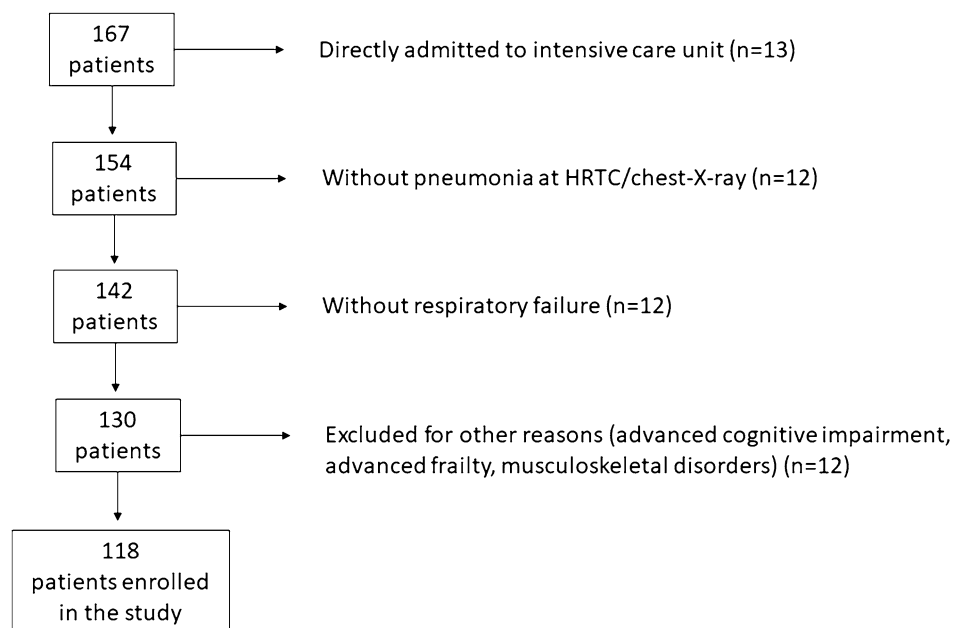 167
patients
Directly admitted to intensive care unit (n=13)
154
patients
Without pneumonia at HRTC/chest-X-ray (n=12)
142
patients
Without respiratory failure (n=12)
130
patients
Excluded for other reasons (advanced cognitive impairment,
advanced frailty, musculoskeletal disorders) (n=12)
118
patients enrolled
in the study